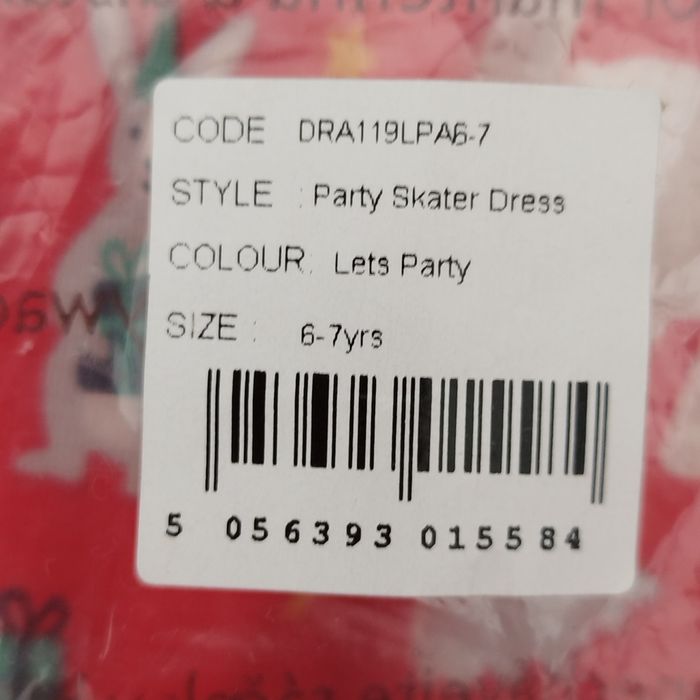 CODE DRA119LPA6-7
STYLE : Party Skater Dress
COLOUR: Lets Party
SIZE : 6-7yrs
5 056393 015584